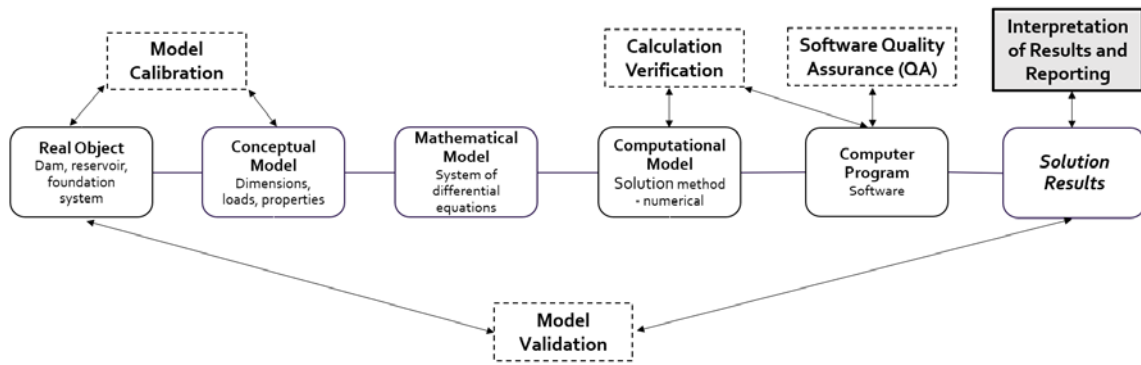 Model
Calibration
Calculation
Verification
Software Quality
Assurance (QA)
Interpretation
of Results and
Reporting
Real Object
Dam, reservoir,
foundation
system
Conceptual
Model
Dimensions,
loads, properties
Mathematical
Model
System of
differential
equations
Computational
Model
Solution method
- numerical
Computer
Program
Software
Solution
Results
Model
Validation